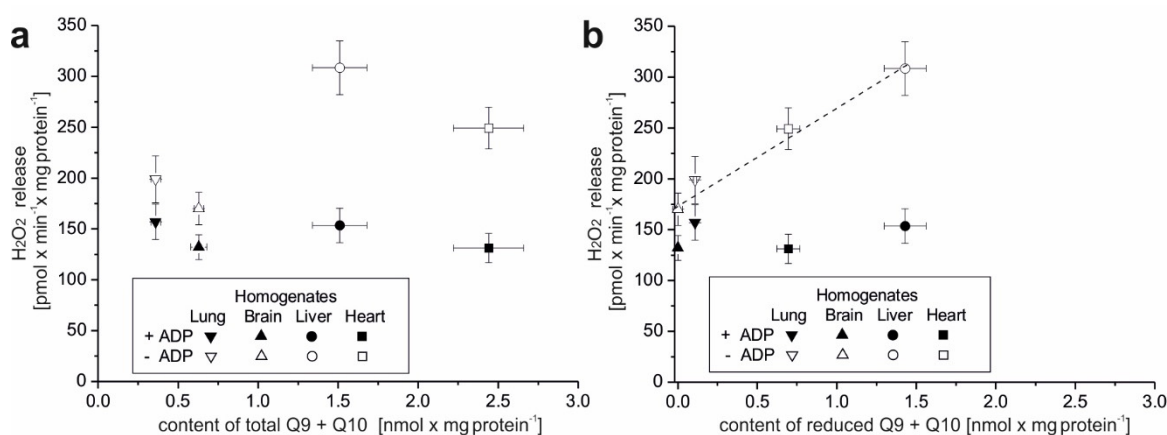 a
350
300
250
200
150
100
50
0
H₂O₂ release
[pmol x min⁻¹x mg protein⁻¹]
Homogenates
Lung Brain Liver Heart
+ ADP
- ADP
0.0 0.5 1.0 1.5 2.0 2.5 3.0
content of total Q9 + Q10 [nmol x mg protein⁻¹]
b
350
300
250
200
150
100
50
0
H₂O₂ release
[pmol x min⁻¹x mg protein⁻¹]
Homogenates
Lung Brain Liver Heart
+ ADP
- ADP
0.0 0.5 1.0 1.5 2.0 2.5 3.0
content of reduced Q9 + Q10 [nmol x mg protein⁻¹]